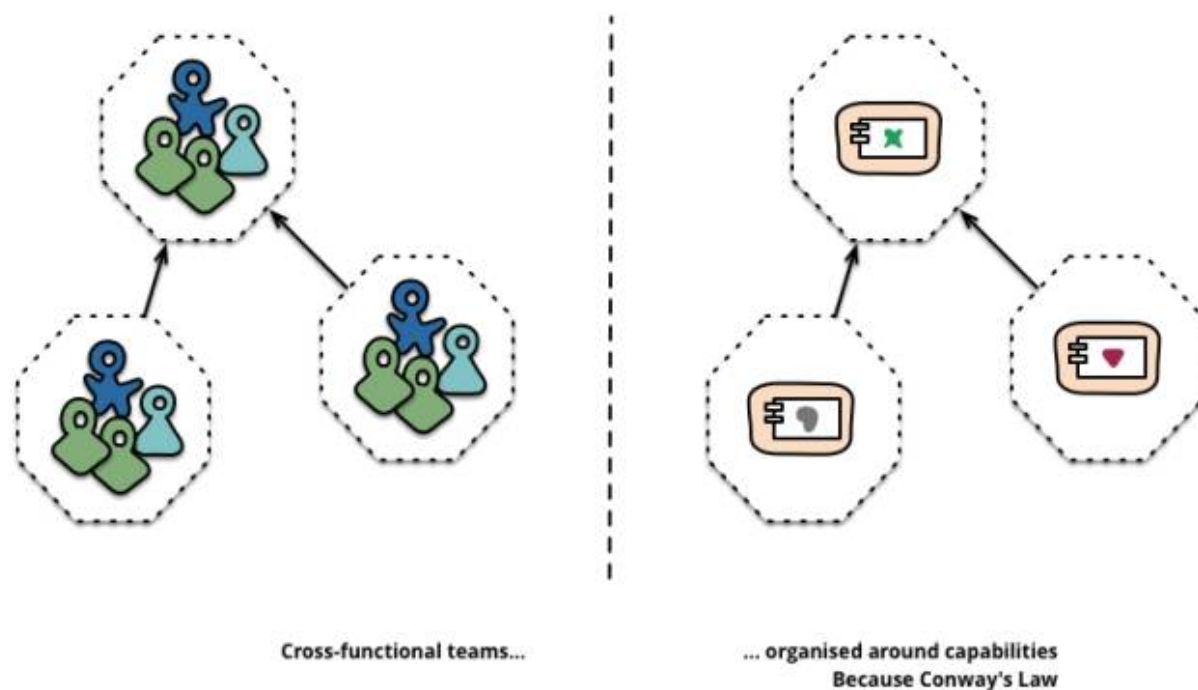 Cross-functional teams...
... organised around capabilities
Because Conway's Law